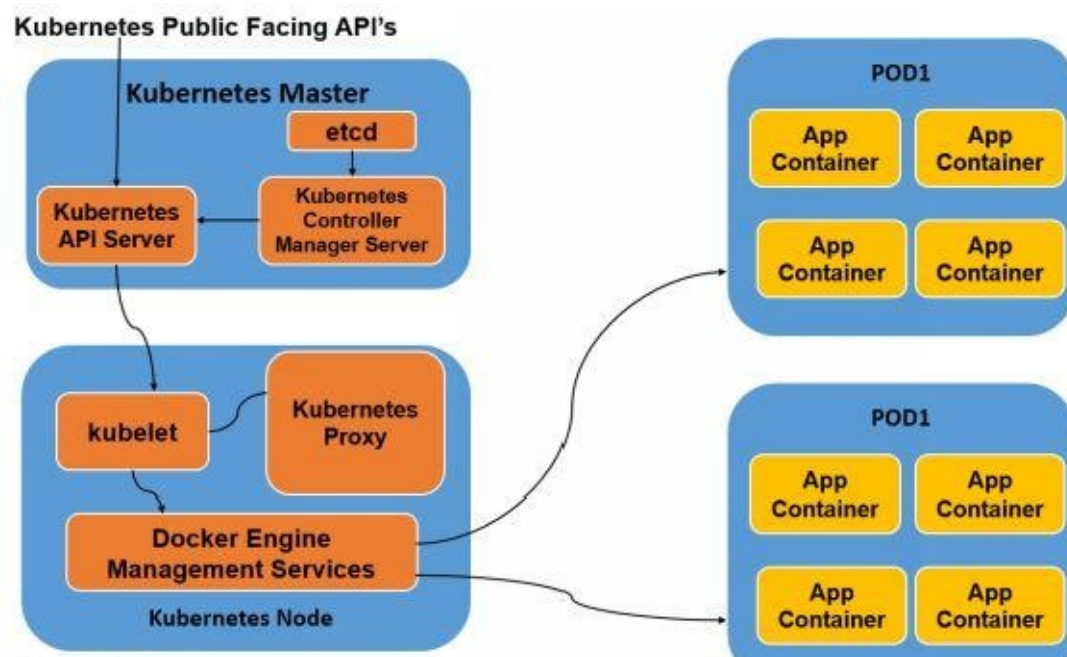 Kubernetes Public Facing API's
Kubernetes Master
etcd
Kubernetes
API Server
Kubernetes
Controller
Manager Server
kubelet
Kubernetes
Proxy
Docker Engine
Management Services
Kubernetes Node
POD1
App
Container
App
Container
App
Container
App
Container
POD1
App
Container
App
Container
App
Container
App
Container